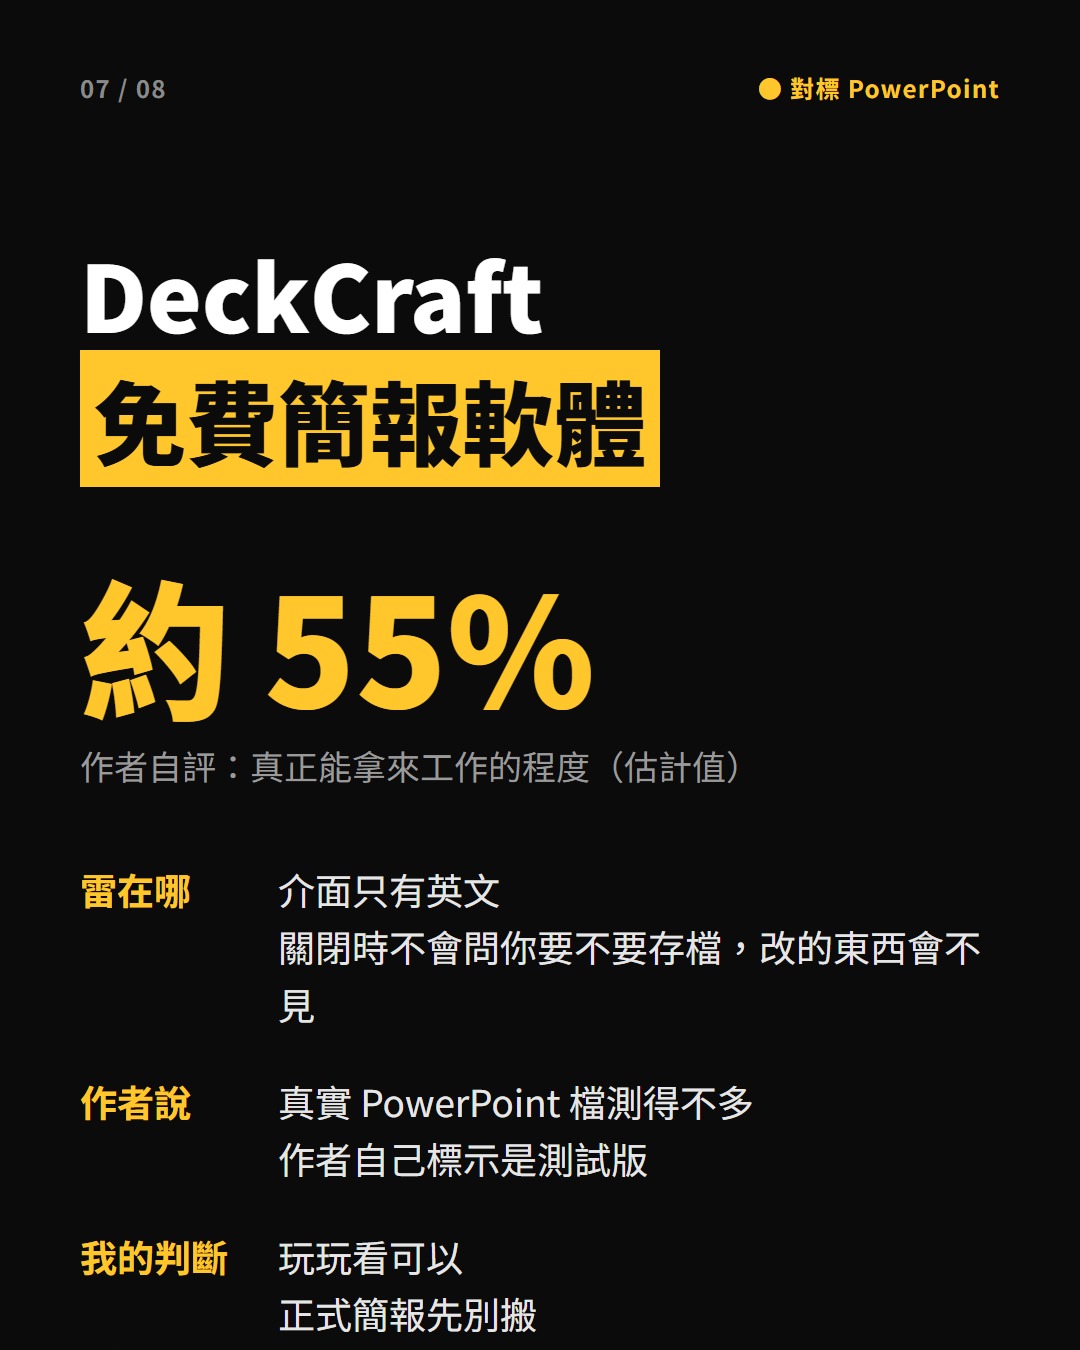 07 / 08
對標 PowerPoint
DeckCraft
免費簡報軟體
約 55%
作者自評：真正能拿來工作的程度（估計值）
雷在哪
介面只有英文
關閉時不會問你要不要存檔，改的東西會不
見
作者說
真實 PowerPoint 檔測得不多
作者自己標示是測試版
我的判斷
玩玩看可以
正式簡報先別搬